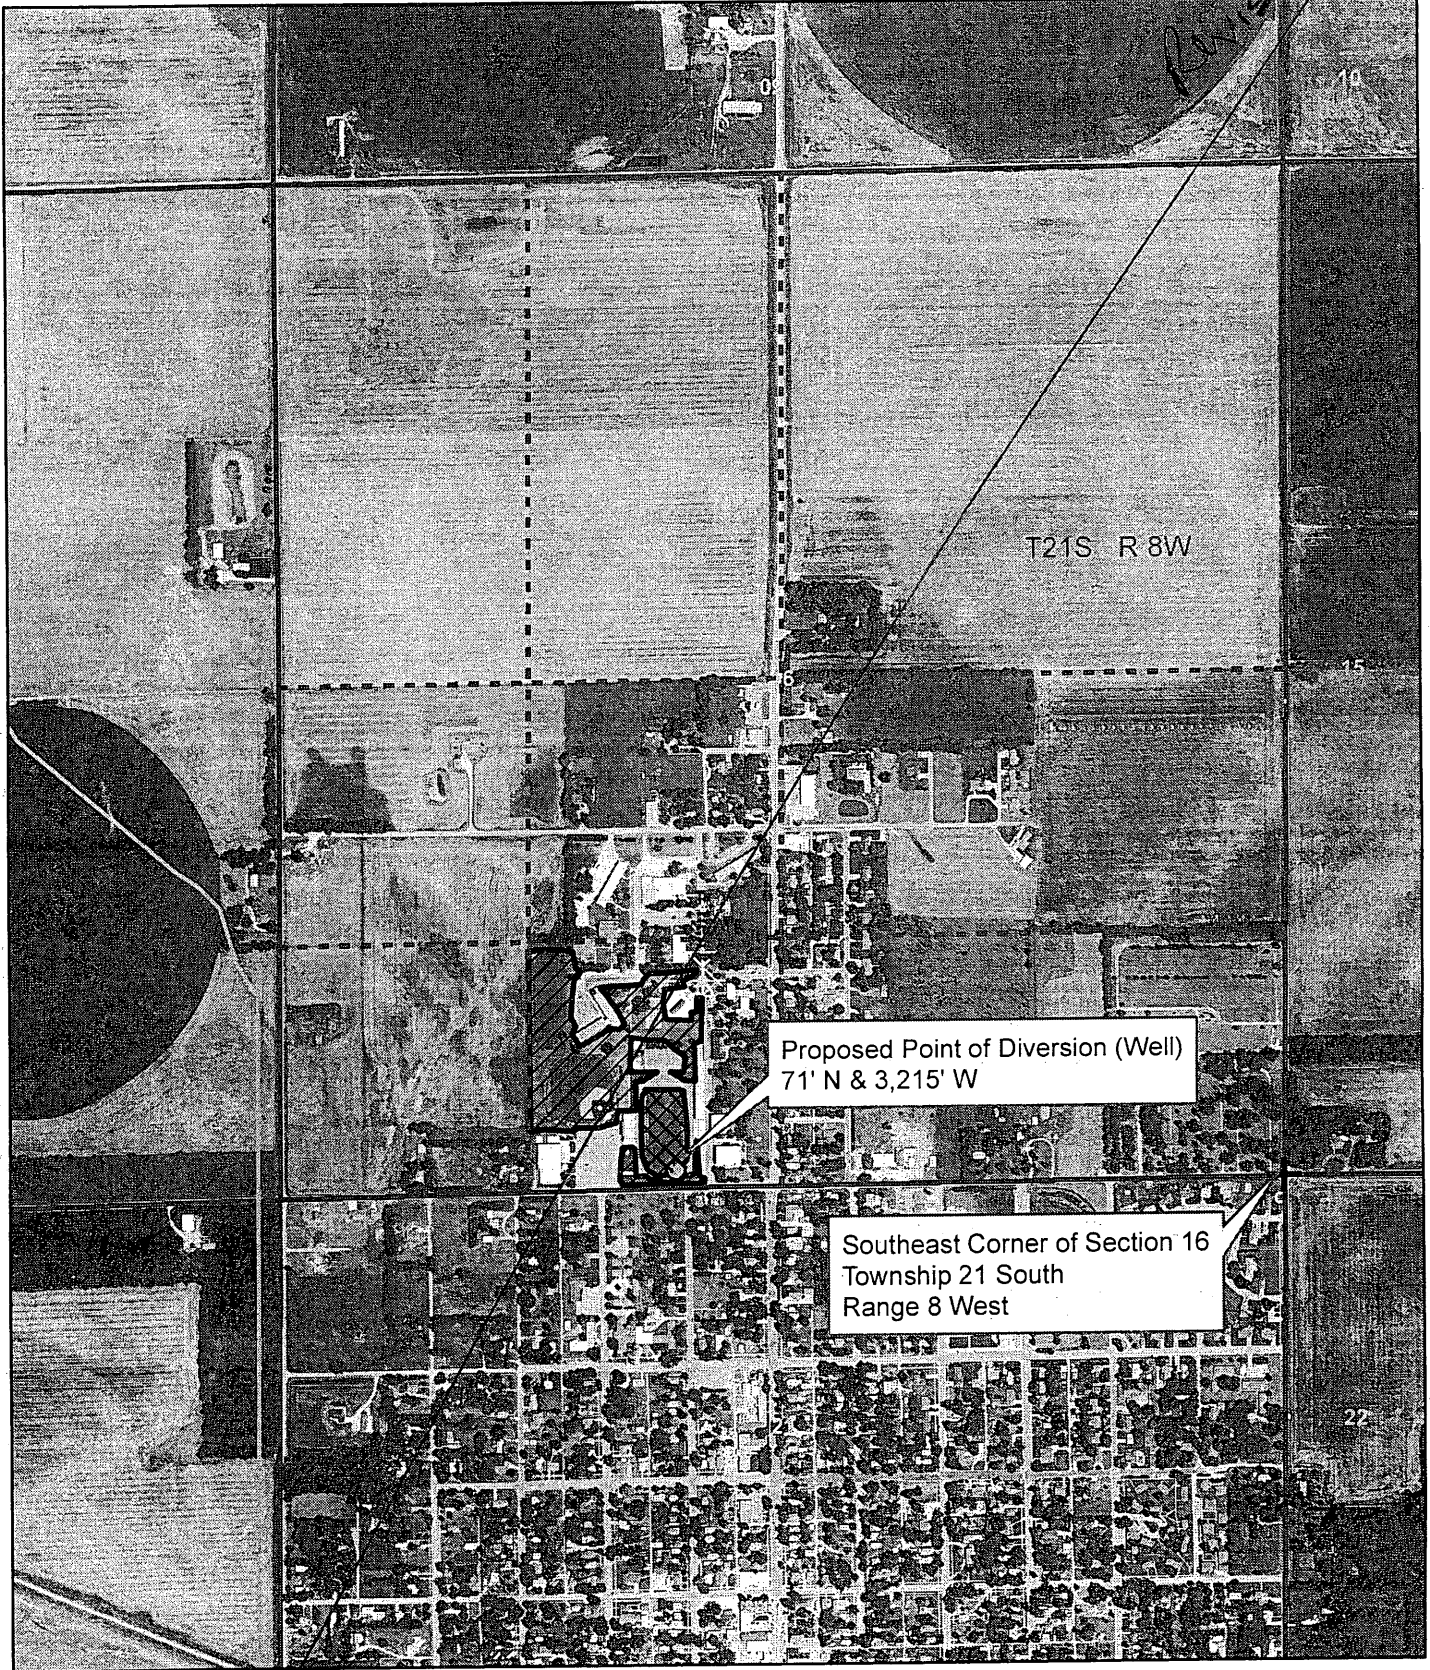 10
T21S R 8W
15
Proposed Point of Diversion (Well)
71' N & 3,215' W
Southeast Corner of Section 16
Township 21 South
Range 8 West
22